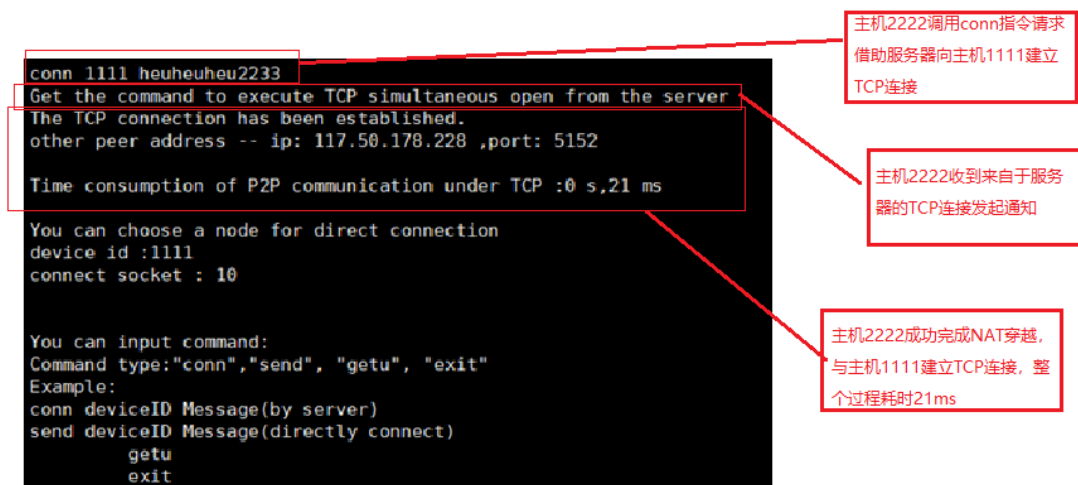 conn 1111 heuheuheu2233
Get the command to execute TCP simultaneous open from the server
The TCP connection has been established.
other peer address -- ip: 117.50.178.228 ,port: 5152
Time consumption of P2P communication under TCP :0 s,21 ms
You can choose a node for direct connection
device id :1111
connect socket : 10
You can input command:
Command type:"conn","send", "getu", "exit"
Example:
conn deviceID Message(by server)
send deviceID Message(directly connect)
getu
exit
主机2222调用conn指令请求
借助服务器向主机1111建立
TCP连接
主机2222收到来自于服务
器的TCP连接发起通知
主机2222成功完成NAT穿越，
与主机1111建立TCP连接，整
个过程耗时21ms